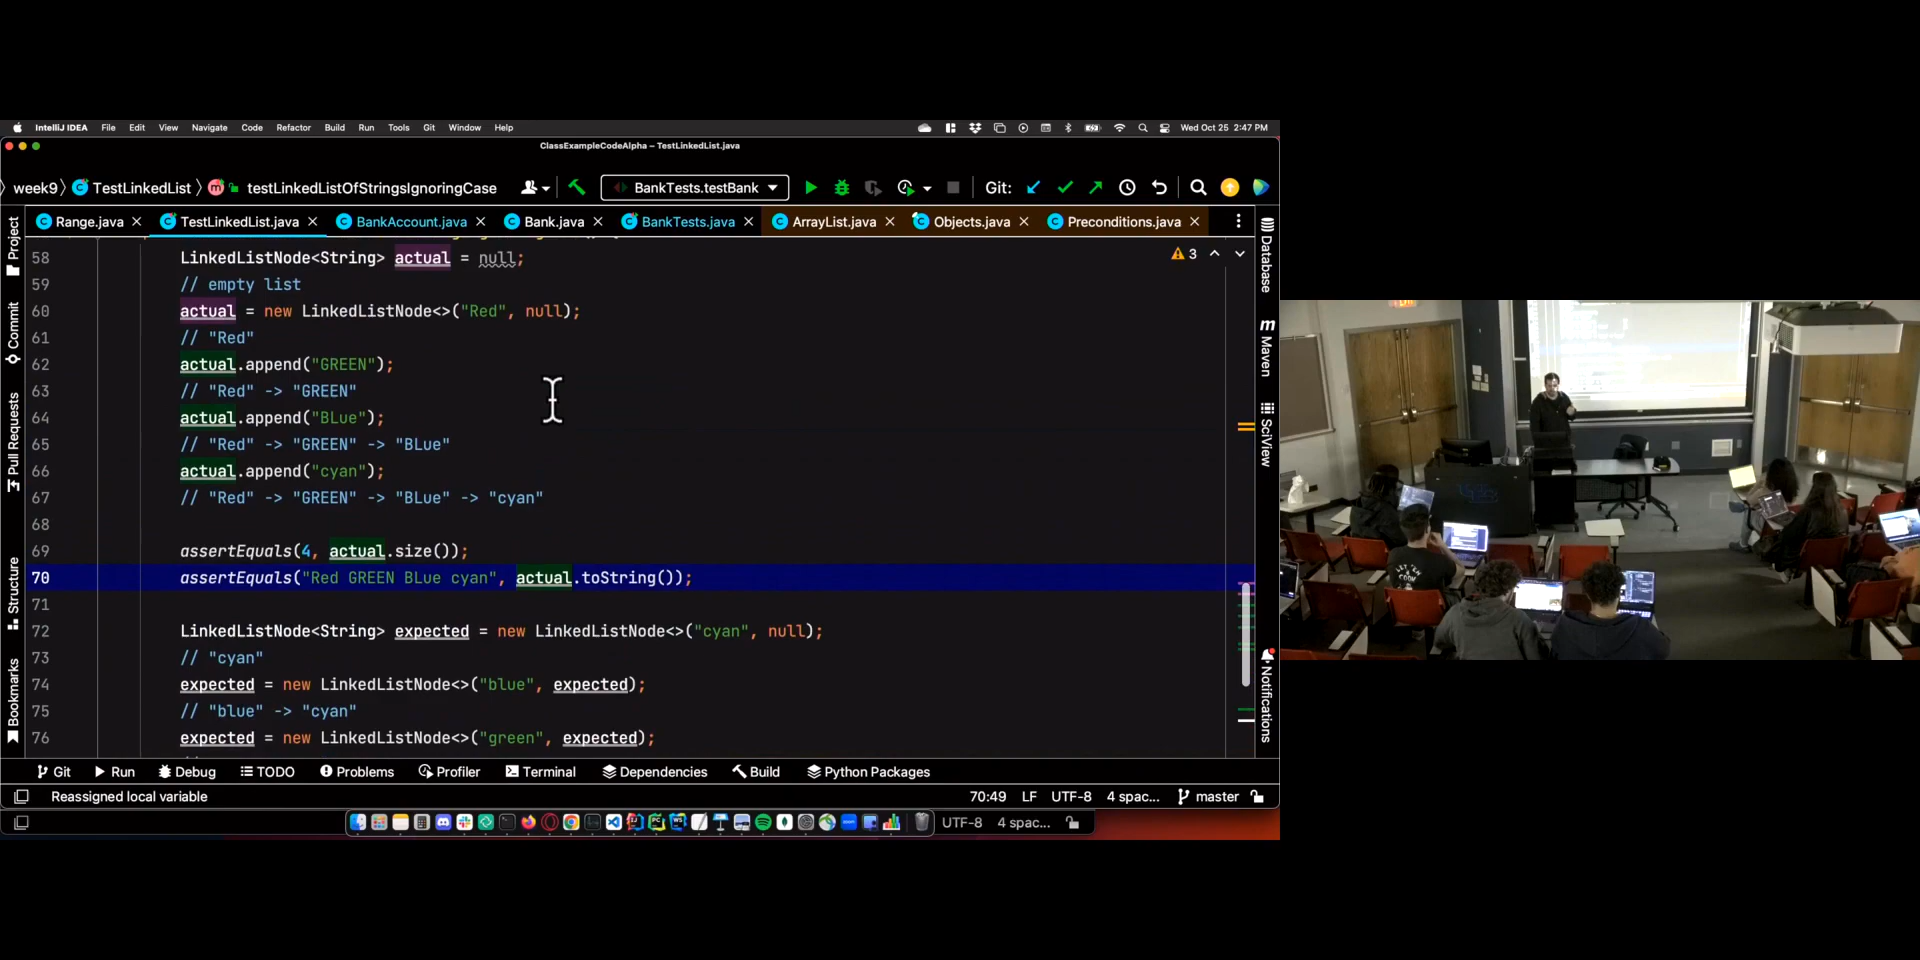 IntelliJ IDEA File Edit View Navigate Code Refactor Build Run Tools Git Window Help Wed Oct 25 2:47 PM
ClassExampleCodeAlpha – TestLinkedList.java
week9 TestLinkedList testLinkedListOfStringsIgnoringCase BankTests.testBank Git:
Range.java TestLinkedList.java BankAccount.java Bank.java BankTests.java ArrayList.java Objects.java Preconditions.java
Project
Commit
Pull Requests
Structure
Bookmarks
3
58 LinkedListNode<String> actual = null;
59 // empty list
60 actual = new LinkedListNode<>("Red", null);
61 // "Red"
62 actual.append("GREEN");
63 // "Red" -> "GREEN"
64 actual.append("BLue");
65 // "Red" -> "GREEN" -> "BLue"
66 actual.append("cyan");
67 // "Red" -> "GREEN" -> "BLue" -> "cyan"
68
69 assertEquals(4, actual.size());
70 assertEquals("Red GREEN BLue cyan", actual.toString());
71
72 LinkedListNode<String> expected = new LinkedListNode<>("cyan", null);
73 // "cyan"
74 expected = new LinkedListNode<>("blue", expected);
75 // "blue" -> "cyan"
76 expected = new LinkedListNode<>("green", expected);
Database
Maven
SciView
Notifications
Git Run Debug TODO Problems Profiler Terminal Dependencies Build Python Packages
Reassigned local variable 70:49 LF UTF-8 4 spac... master
UTF-8 4 spac...